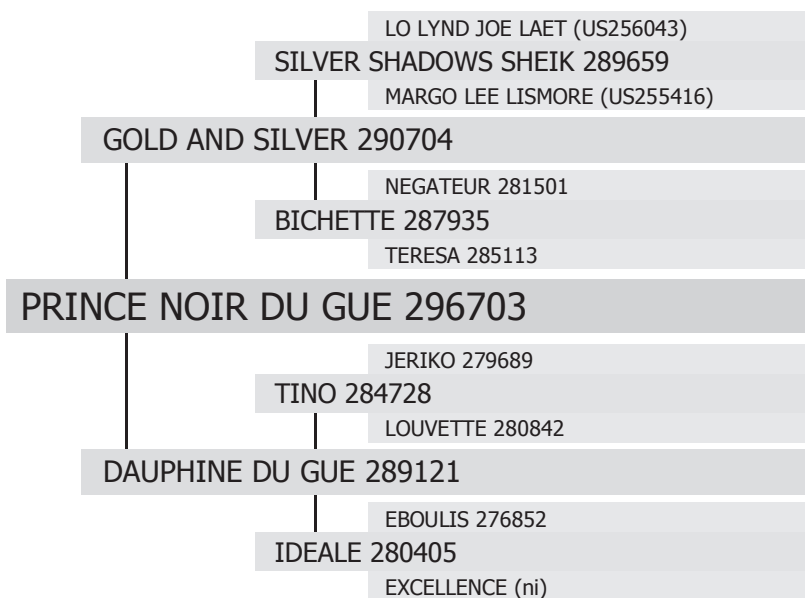 LO LYND JOE LAET (US256043)
SILVER SHADOWS SHEIK 289659
MARGO LEE LISMORE (US255416)
GOLD AND SILVER 290704
NEGATEUR 281501
BICHETTE 287935
TERESA 285113
PRINCE NOIR DU GUE 296703
JERIKO 279689
TINO 284728
LOUVETTE 280842
DAUPHINE DU GUE 289121
EBOULIS 276852
IDEALE 280405
EXCELLENCE (ni)